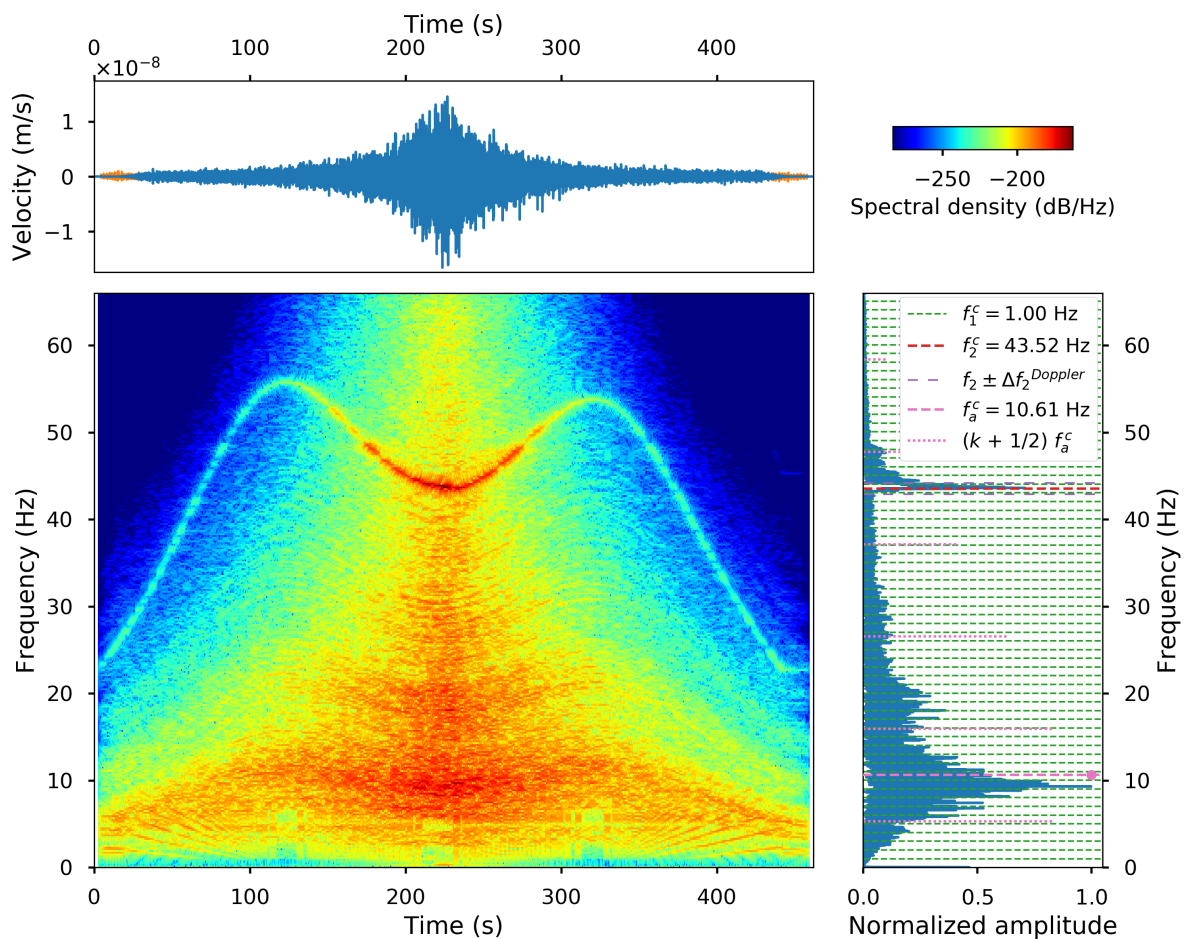 Time (s)
0 100 200 300 400
×10⁻⁸
Velocity (m/s)
1
0
−1
−250 −200
Spectral density (dB/Hz)
Frequency (Hz)
60
50
40
30
20
10
0
0 100 200 300 400
Time (s)
f₁ᶜ = 1.00 Hz
f₂ᶜ = 43.52 Hz
f₂ ± Δf₂ᴰᵒᵖᵖˡᵉʳ
fₐᶜ = 10.61 Hz
(k + 1/2) fₐᶜ
60
50
40
30
20
10
0
Frequency (Hz)
0.0 0.5 1.0
Normalized amplitude